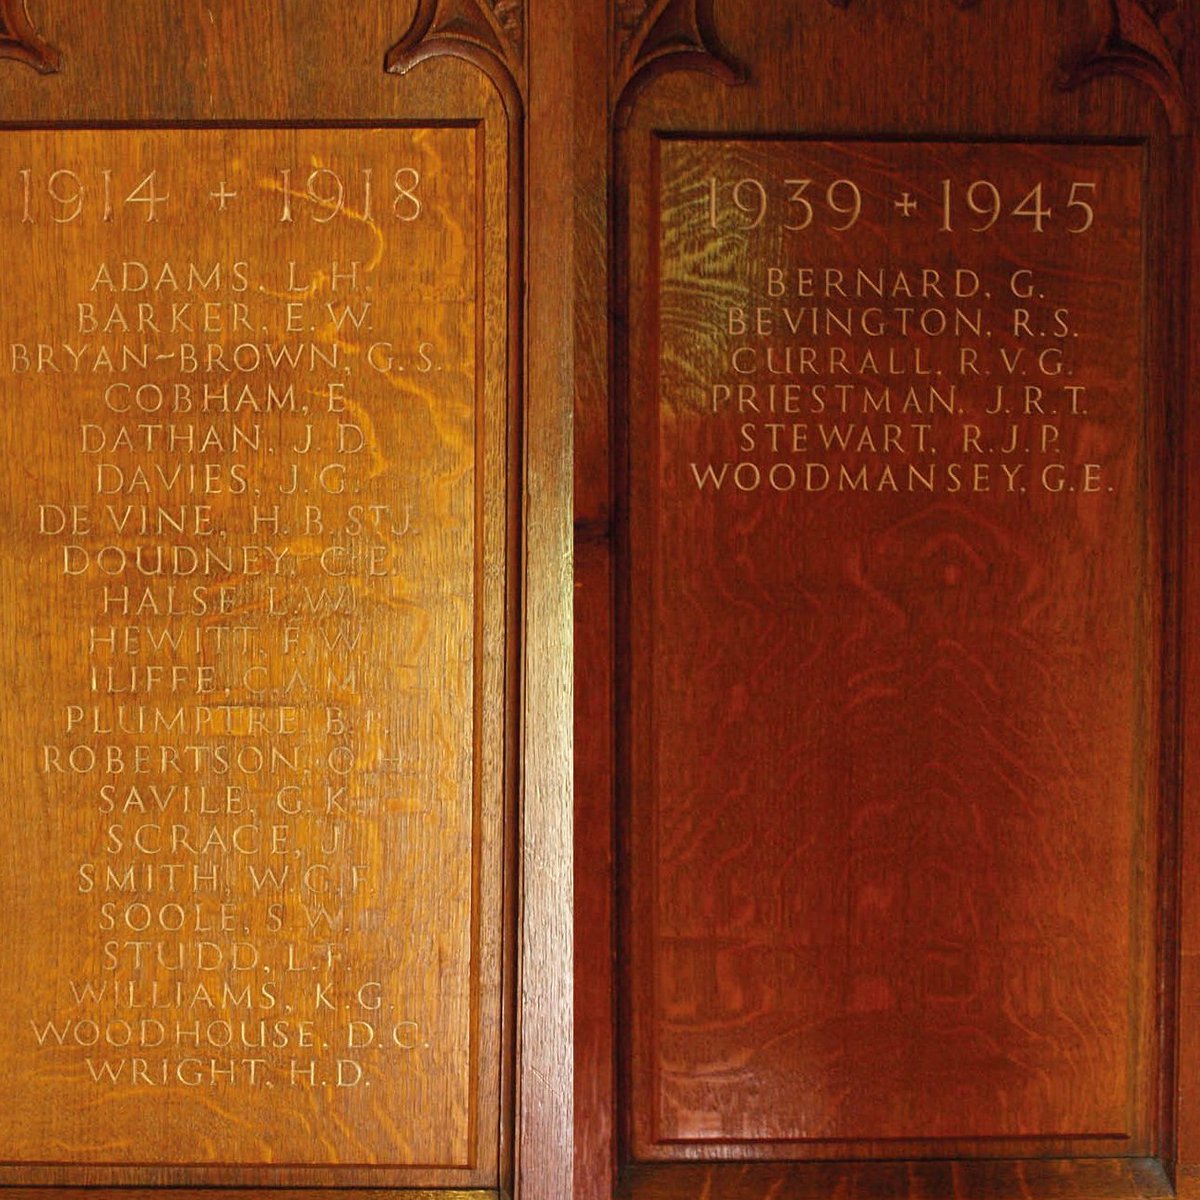 1914 + 1918
ADAMS, L. H.
BARKER, E. W.
BRYAN~BROWN, G. S.
COBHAM, E.
DATHAN, J. D.
DAVIES, J. G.
DE VINE, H. B. ST J.
DOUDNEY, C. E.
HALSE, L. W.
HEWITT, F. W.
ILIFFE, C. A. M.
PLUMPTRE, B. P.
ROBERTSON, O. H.
SAVILE, G. K.
SCRACE, J.
SMITH, W. G. F.
SOOLE, S. W.
STUDD, L. F.
WILLIAMS, K. G.
WOODHOUSE, D. C.
WRIGHT, H. D.
1939 + 1945
BERNARD, G.
BEVINGTON, R. S.
CURRALL, R. V. G.
PRIESTMAN, J. R. T.
STEWART, R. J. P.
WOODMANSEY, G. E.